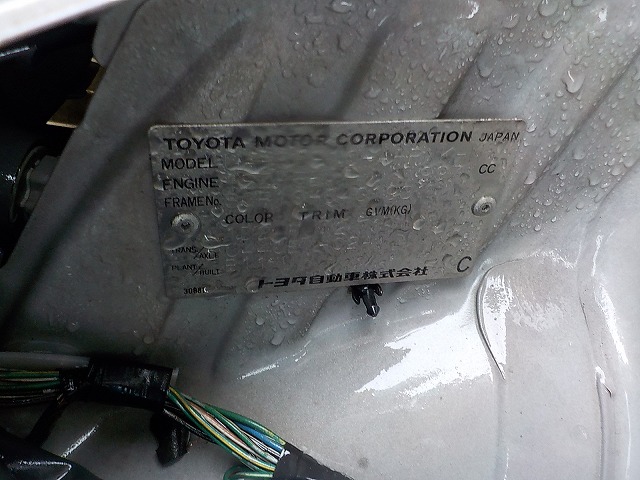 TOYOTA MOTOR CORPORATION JAPAN
MODEL
CC
ENGINE
FRAME No.
COLOR TRIM GVM(KG)
TRANS./AXLE
PLANT/BUILT
トヨタ自動車株式会社 C